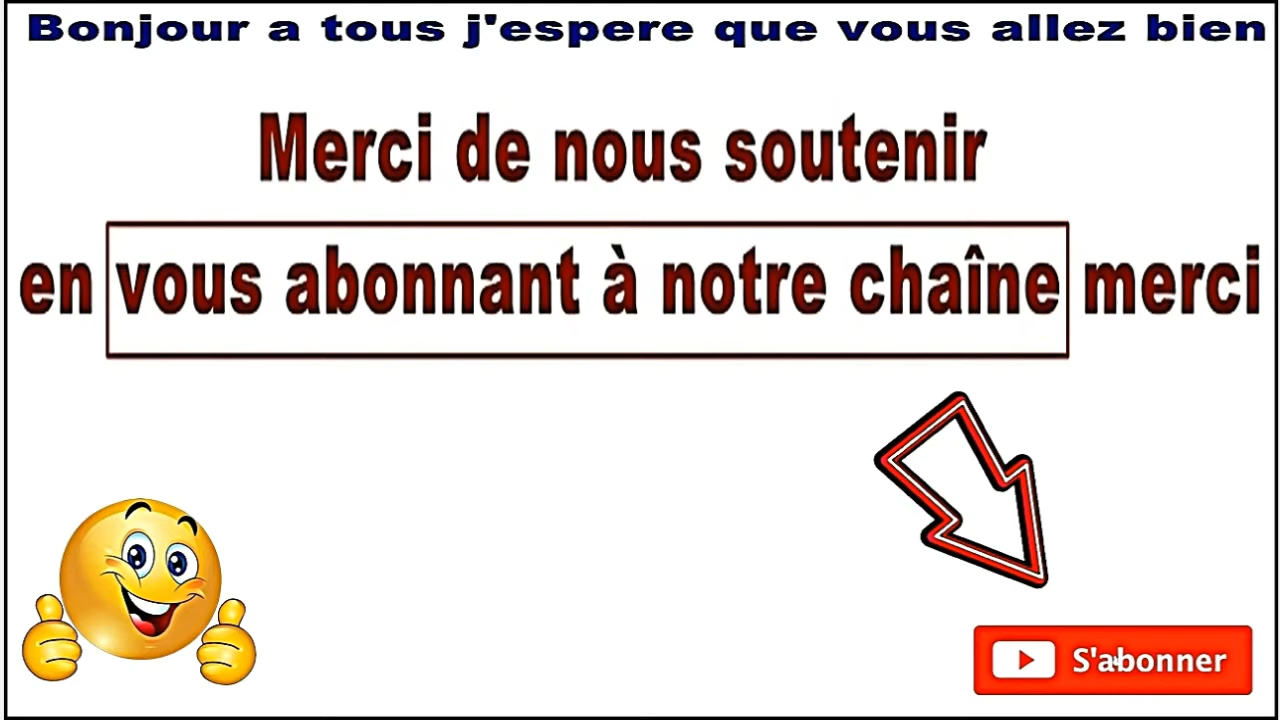 Bonjour a tous j'espere que vous allez bien
Merci de nous soutenir
en vous abonnant à notre chaîne merci
S'abonner